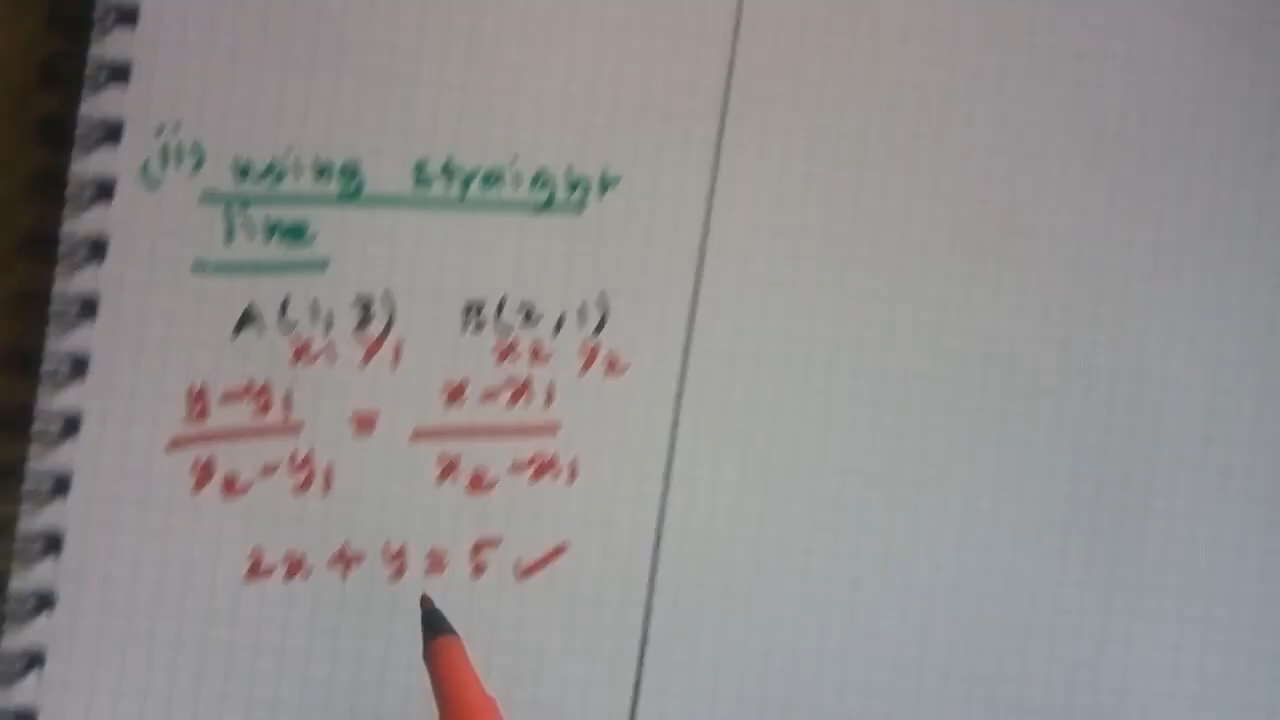 (ii) using straight
line
A(1, 3) B(2, 1)
x₁ y₁ x₂ y₂
y-y₁ = x-x₁
y₂-y₁ x₂-x₁
2x + y = 5 ✓